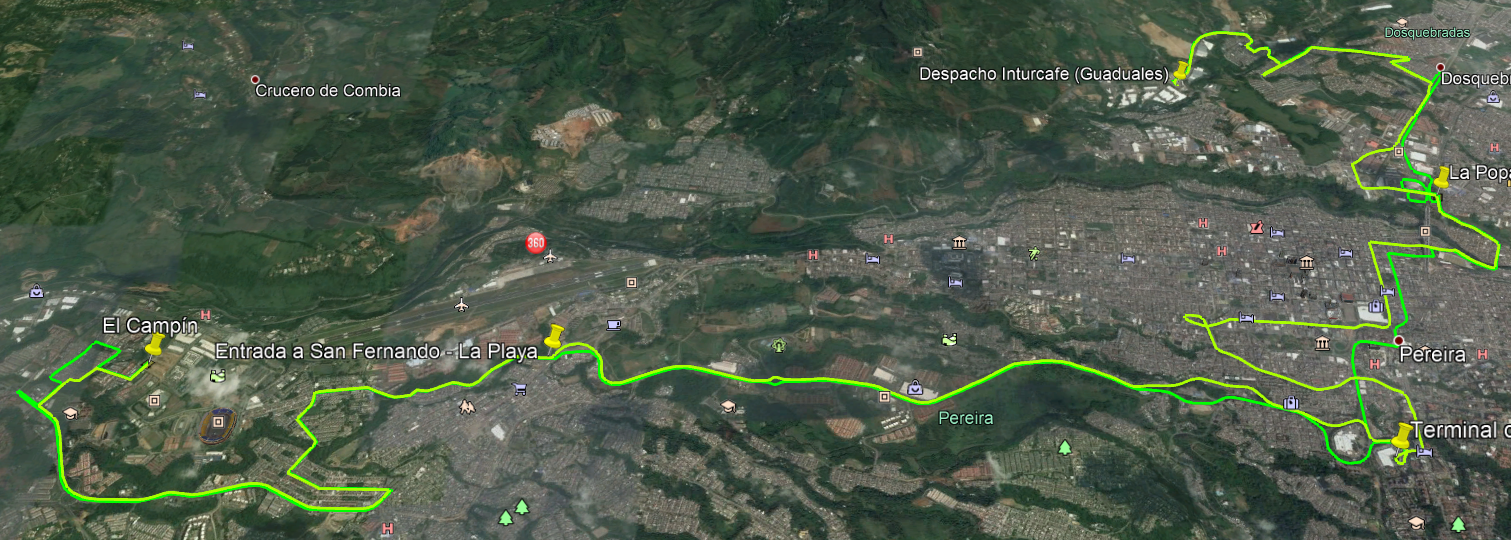 Dosquebradas
Despacho Inturcafe (Guaduales)
Dosquebr
Crucero de Combia
La Popa
360
El Campín
Entrada a San Fernando - La Playa
Pereira
Pereira
Terminal d